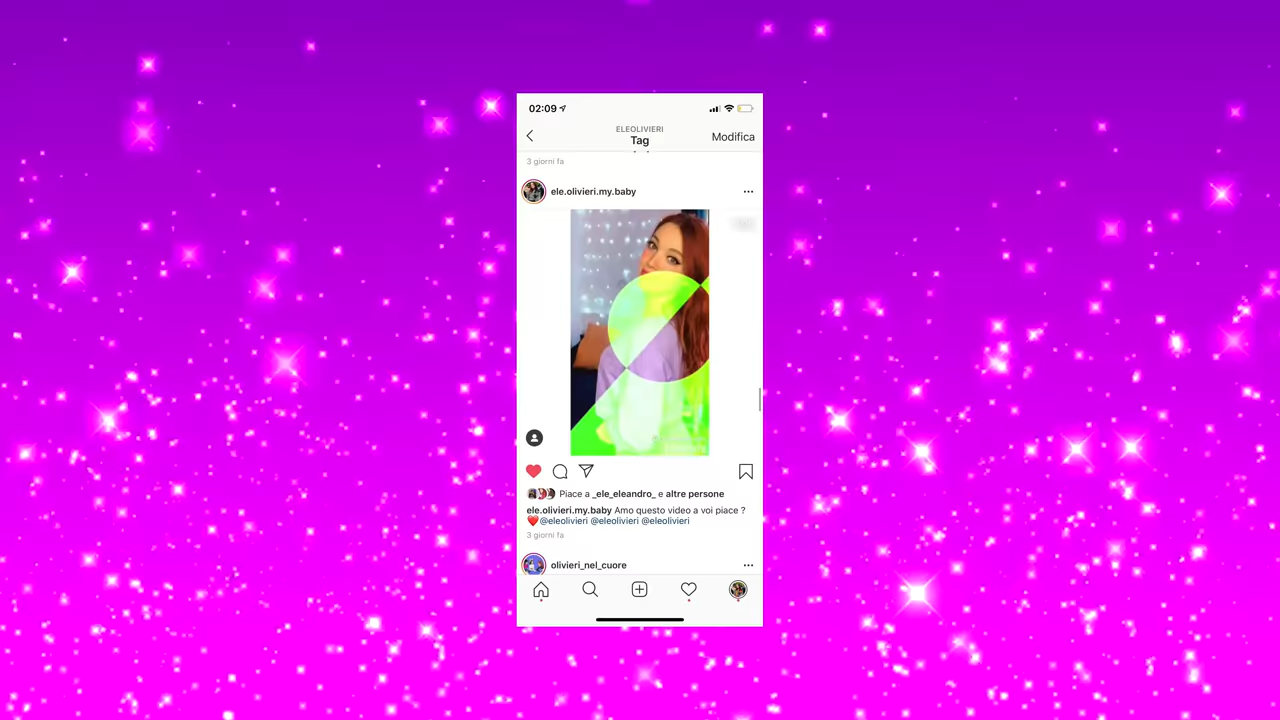 02:09
ELEOLIVIERI
Tag
Modifica
3 giorni fa
ele.olivieri.my.baby
Piace a _ele_eleandro_ e altre persone
ele.olivieri.my.baby Amo questo video a voi piace ?
❤️@eleolivieri @eleolivieri @eleolivieri
3 giorni fa
olivieri_nel_cuore